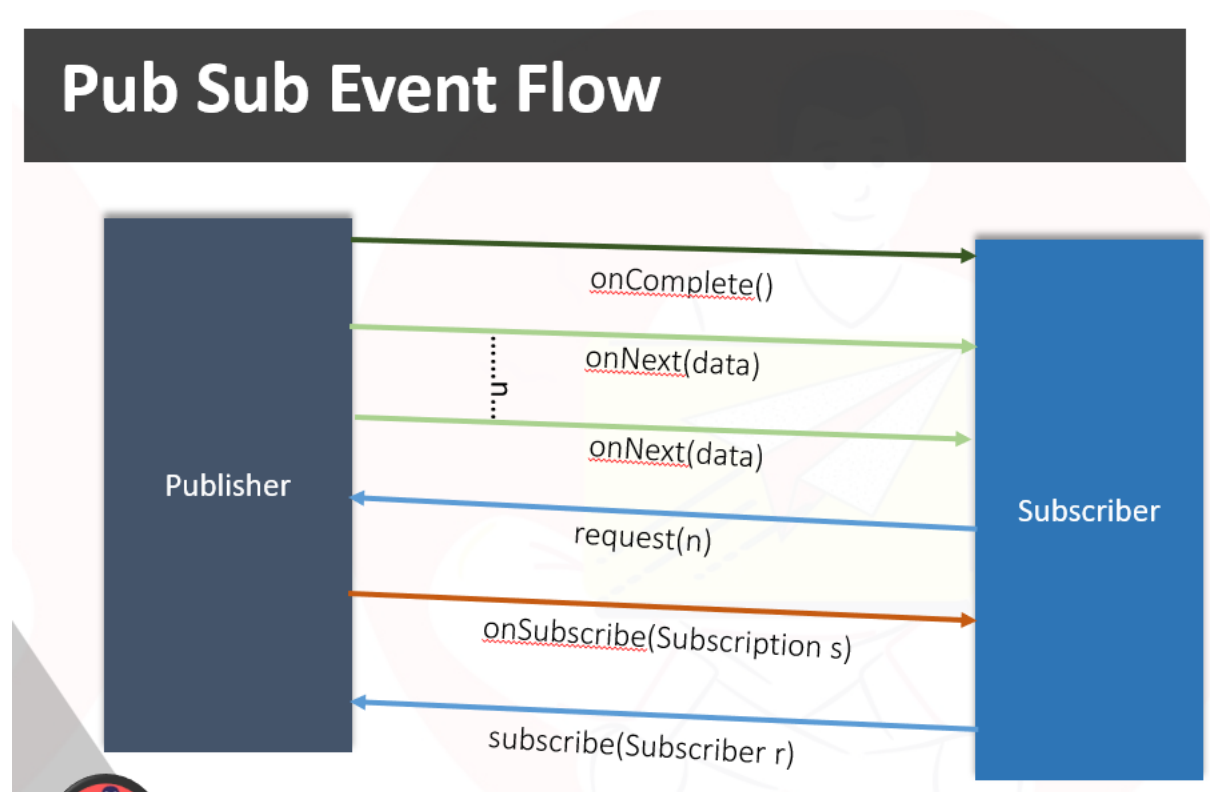 Pub Sub Event Flow
onComplete()
onNext(data)
.......n....
onNext(data)
Publisher
Subscriber
request(n)
onSubscribe(Subscription s)
subscribe(Subscriber r)